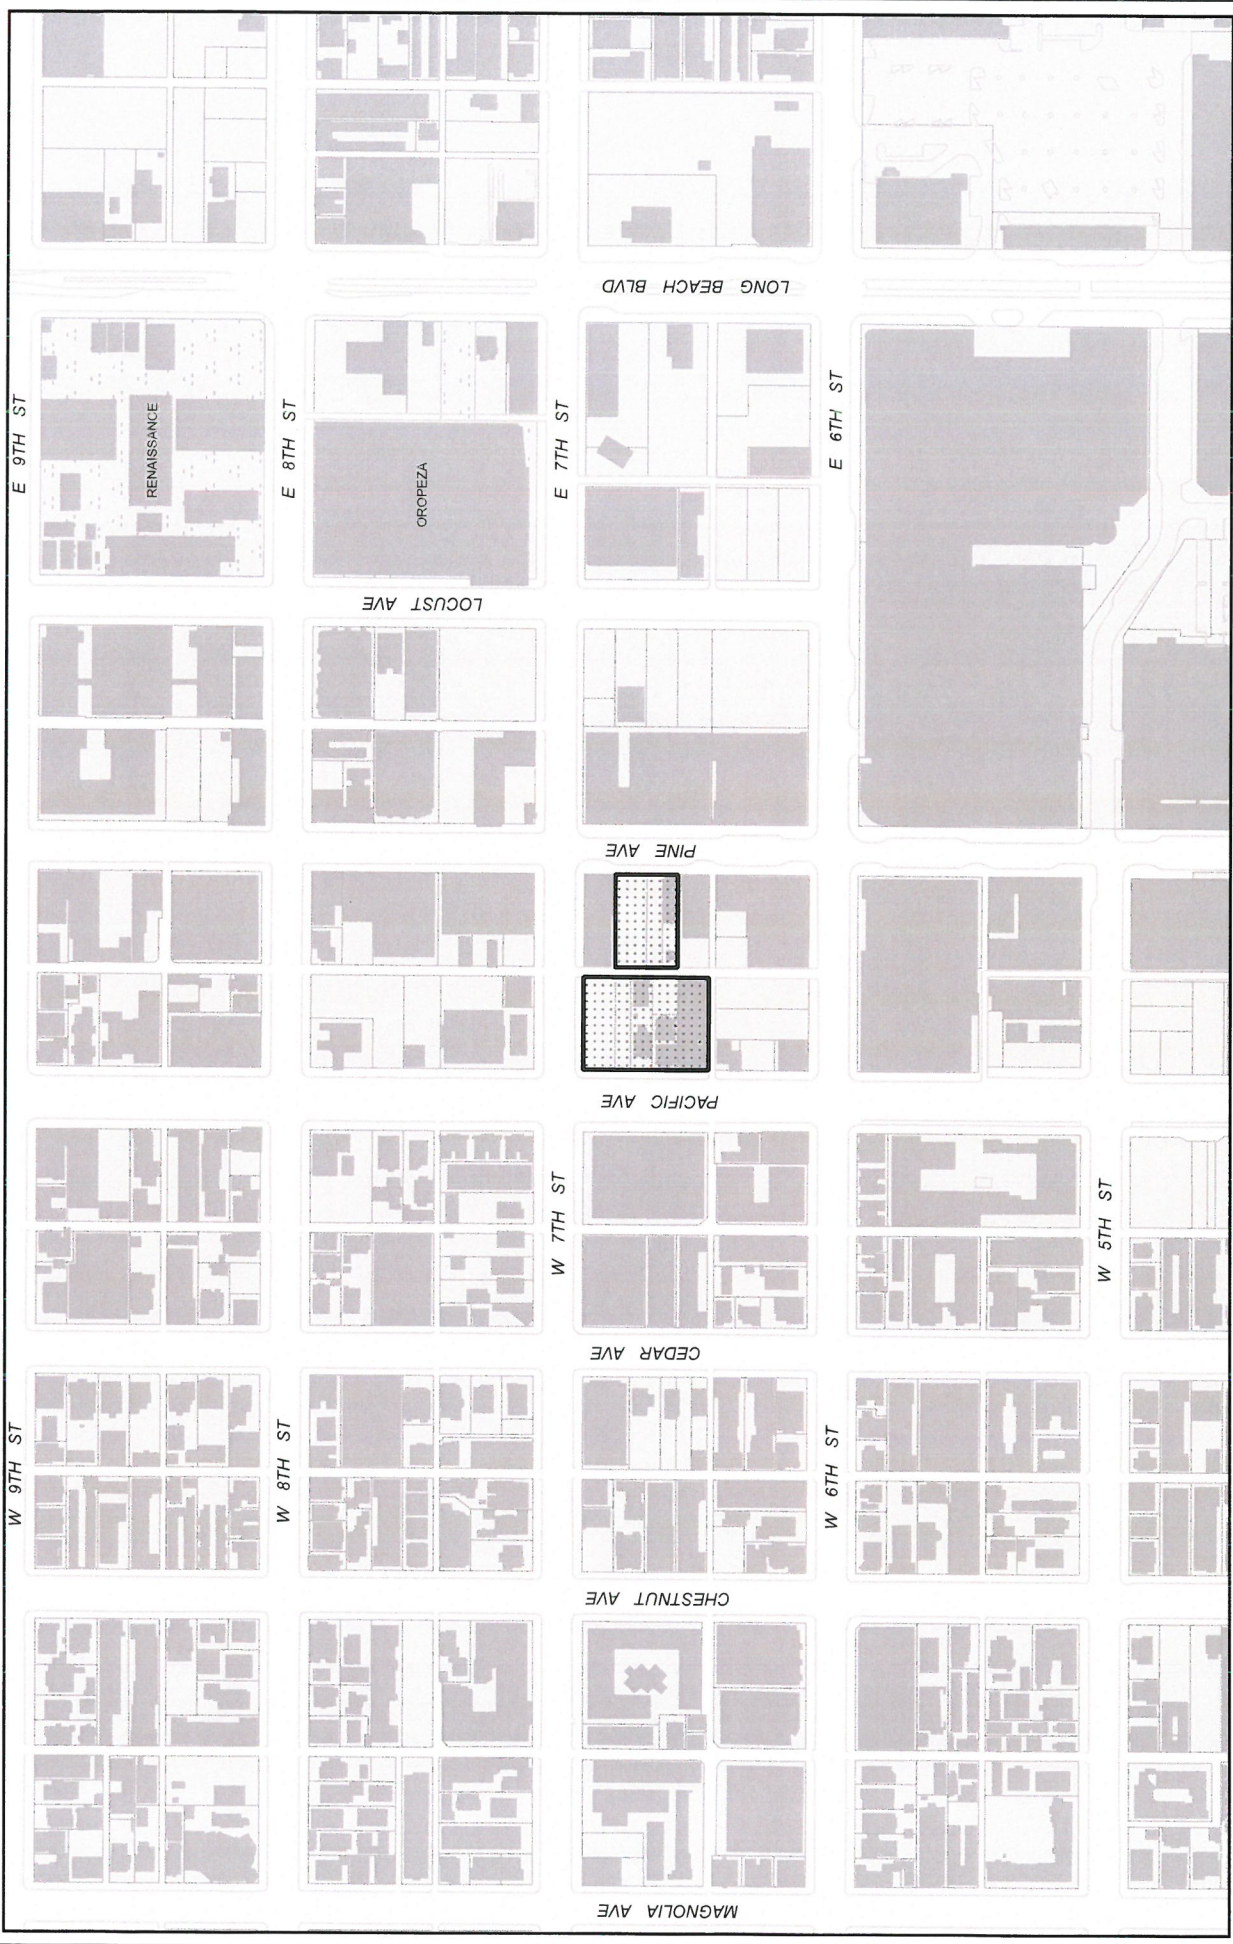 LONG BEACH BLVD
E 9TH ST
RENAISSANCE
E 8TH ST
OROPEZA
E 7TH ST
E 6TH ST
LOCUST AVE
PINE AVE
PACIFIC AVE
W 7TH ST
W 5TH ST
CEDAR AVE
W 9TH ST
W 8TH ST
W 6TH ST
CHESTNUT AVE
MAGNOLIA AVE